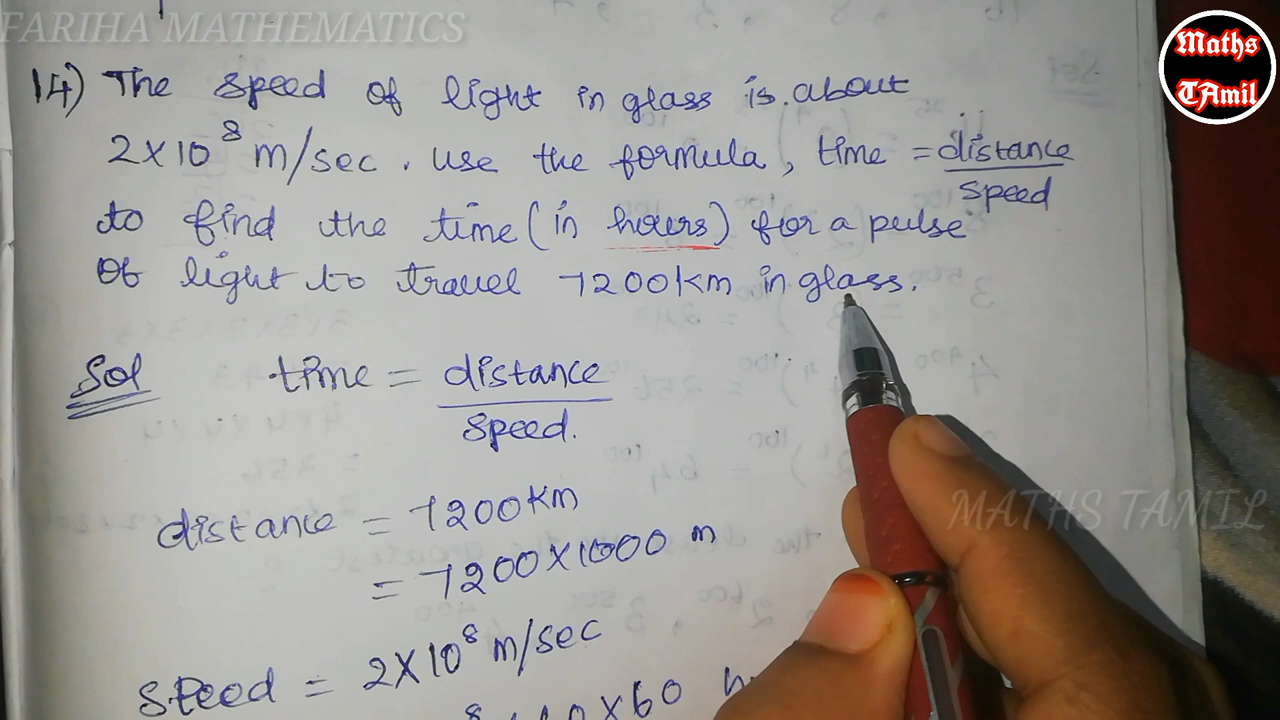 FARIHA MATHEMATICS
Maths
TAmil
14) The speed of light in glass is about
2×10⁸ m/sec. Use the formula, time = distance/speed
to find the time (in hours) for a pulse
of light to travel 7200km in glass.
Sol time = distance/speed.
distance = 7200km
= 7200×1000 m
MATHS TAMIL
speed = 2×10⁸ m/sec
×60